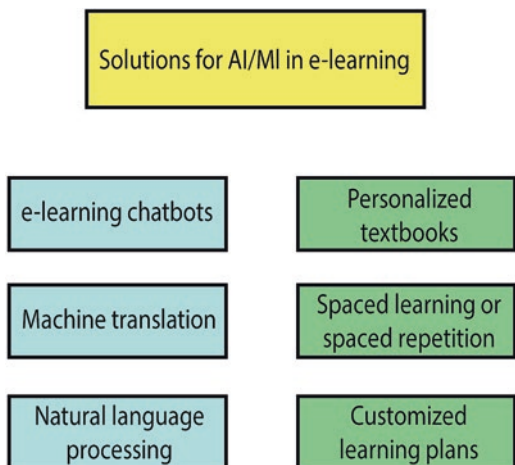 Solutions for AI/Ml in e-learning
e-learning chatbots
Personalized
textbooks
Machine translation
Spaced learning or
spaced repetition
Natural language
processing
Customized
learning plans